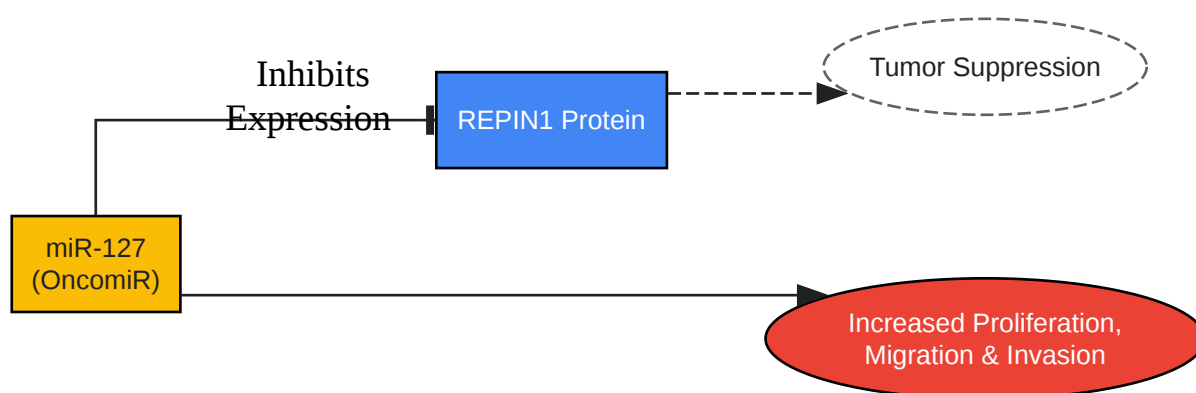 Tumor Suppression
Inhibits
Expression
REPIN1 Protein
miR-127
(OncomiR)
Increased Proliferation,
Migration & Invasion